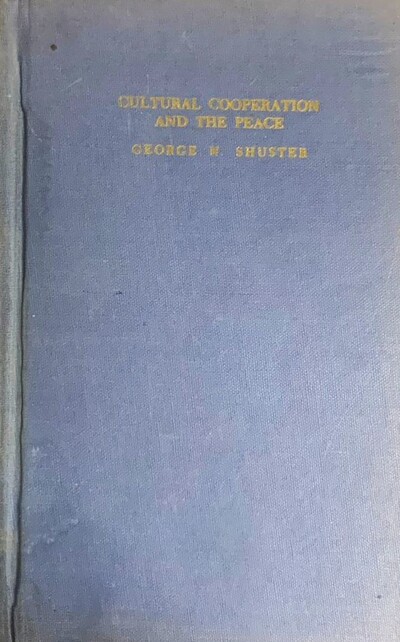 CULTURAL COOPERATION
AND THE PEACE
GEORGE N. SHUSTER